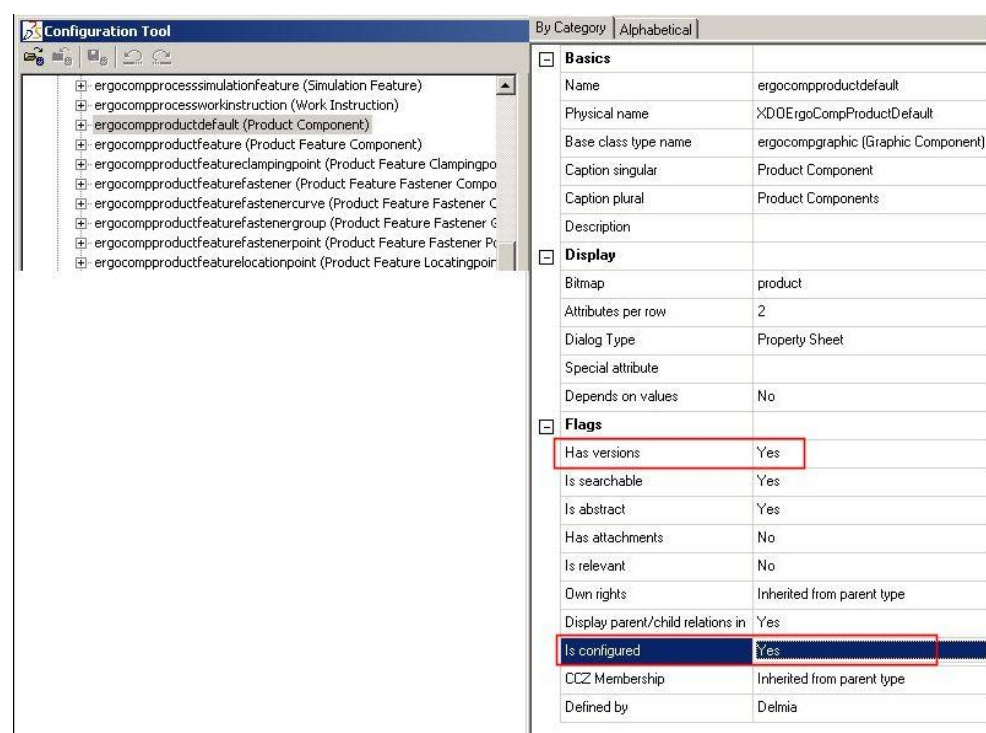 Configuration Tool
ergocompprocesssimulationfeature (Simulation Feature)
ergocompprocessworkinstruction (Work Instruction)
ergocompproductdefault (Product Component)
ergocompproductfeature (Product Feature Component)
ergocompproductfeatureclampingpoint (Product Feature Clampingpo
ergocompproductfeaturefastener (Product Feature Fastener Compo
ergocompproductfeaturefastenercurve (Product Feature Fastener C
ergocompproductfeaturefastenergroup (Product Feature Fastener G
ergocompproductfeaturefastenerpoint (Product Feature Fastener Po
ergocompproductfeaturelocationpoint (Product Feature Locatingpoin
By Category Alphabetical
Basics
Name ergocompproductdefault
Physical name XDOErgoCompProductDefault
Base class type name ergocompgraphic (Graphic Component)
Caption singular Product Component
Caption plural Product Components
Description
Display
Bitmap product
Attributes per row 2
Dialog Type Property Sheet
Special attribute
Depends on values No
Flags
Has versions Yes
Is searchable Yes
Is abstract Yes
Has attachments No
Is relevant No
Own rights Inherited from parent type
Display parent/child relations in Yes
Is configured Yes
CCZ Membership Inherited from parent type
Defined by Delmia